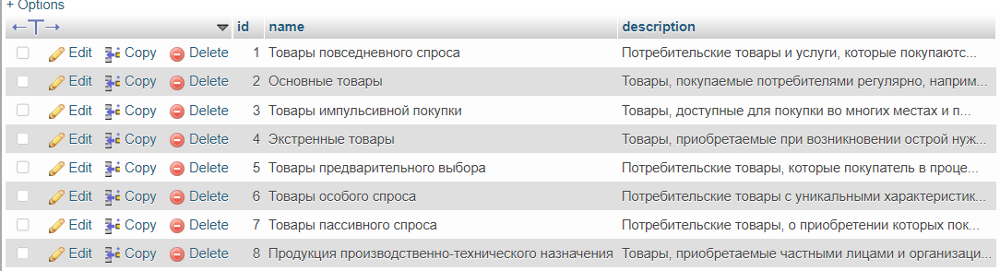 + Options
←T→ id name description
Edit Copy Delete 1 Товары повседневного спроса Потребительские товары и услуги, которые покупаютс...
Edit Copy Delete 2 Основные товары Товары, покупаемые потребителями регулярно, наприм...
Edit Copy Delete 3 Товары импульсивной покупки Товары, доступные для покупки во многих местах и п...
Edit Copy Delete 4 Экстренные товары Товары, приобретаемые при возникновении острой нуж...
Edit Copy Delete 5 Товары предварительного выбора Потребительские товары, которые покупатель в проце...
Edit Copy Delete 6 Товары особого спроса Потребительские товары с уникальными характеристик...
Edit Copy Delete 7 Товары пассивного спроса Потребительские товары, о приобретении которых пок...
Edit Copy Delete 8 Продукция производственно-технического назначения Товары, приобретаемые частными лицами и организаци...